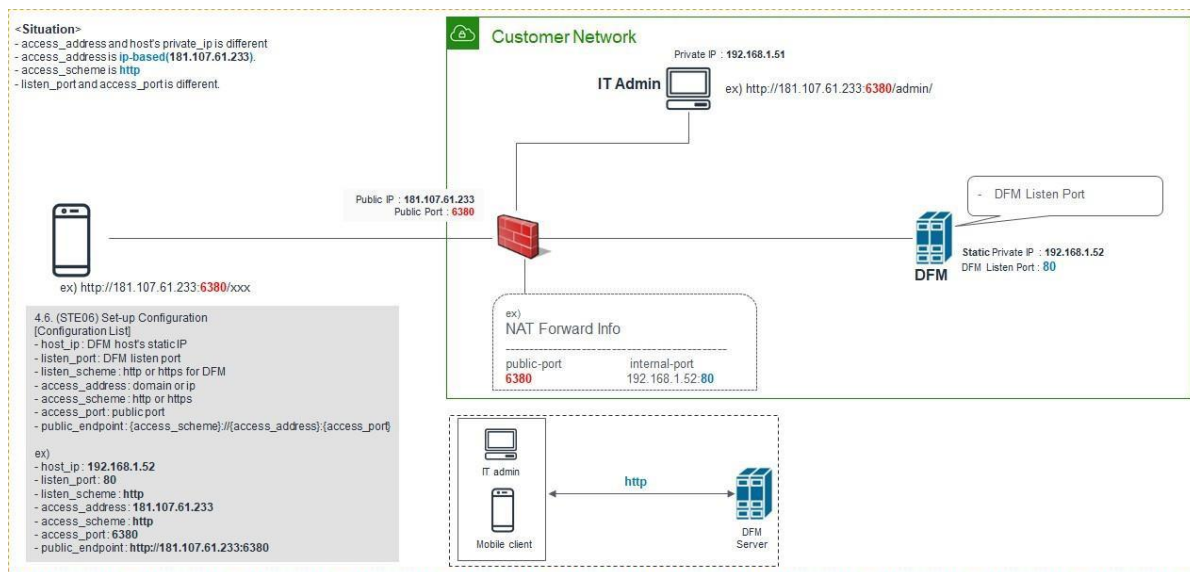 <Situation>
- access_address and host's private_ip is different
- access_address is ip-based(181.107.61.233).
- access_scheme is http
- listen_port and access_port is different.
Customer Network
Private IP : 192.168.1.51
IT Admin
ex) http://181.107.61.233:6380/admin/
Public IP : 181.107.61.233
Public Port : 6380
- DFM Listen Port
Static Private IP : 192.168.1.52
DFM Listen Port : 80
DFM
ex) http://181.107.61.233:6380/xxx
ex)
NAT Forward Info
public-port internal-port
6380 192.168.1.52:80
4.6. (STE06) Set-up Configuration
[Configuration List]
- host_ip : DFM host's static IP
- listen_port : DFM listen port
- listen_scheme : http or https for DFM
- access_address : domain or ip
- access_scheme : http or https
- access_port : public port
- public_endpoint : {access_scheme}://{access_address}:{access_port}
ex)
- host_ip : 192.168.1.52
- listen_port : 80
- listen_scheme : http
- access_address : 181.107.61.233
- access_scheme : http
- access_port : 6380
- public_endpoint : http://181.107.61.233:6380
IT admin
http
Mobile client
DFM
Server